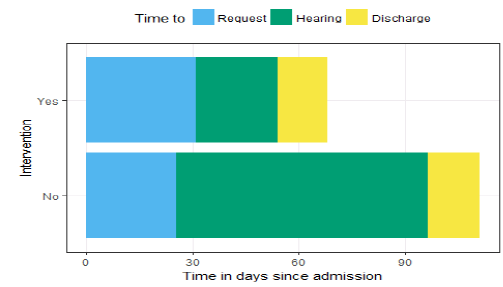 Time to Request Hearing Discharge
Yes
No
Intervention
0 30 60 90
Time in days since admission